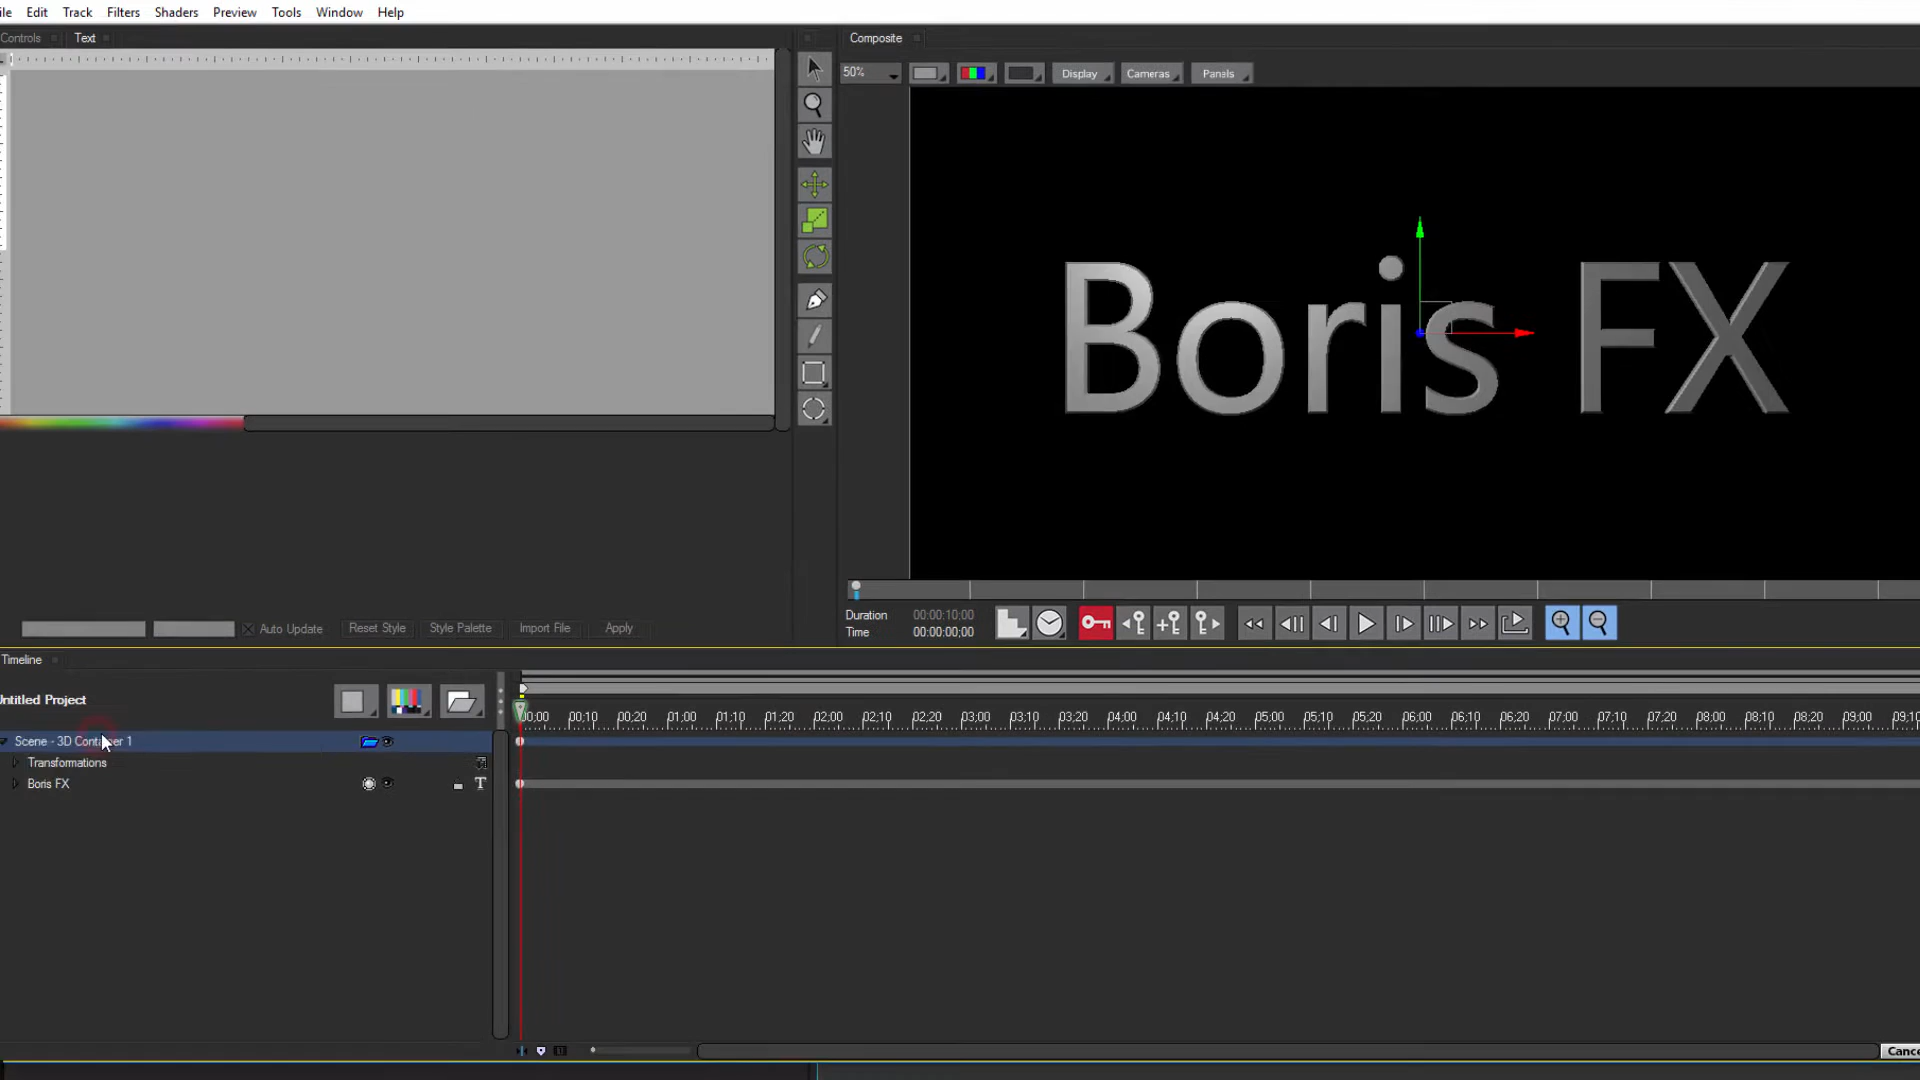 ile Edit Track Filters Shaders Preview Tools Window Help
Controls Text Composite
50% Display Cameras Panels
Boris FX
Duration 00:00:10;00
Time 00:00:00;00
Auto Update Reset Style Style Palette Import File Apply
Timeline
Untitled Project
00;00 00;10 00;20 01;00 01;10 01;20 02;00 02;10 02;20 03;00 03;10 03;20 04;00 04;10 04;20 05;00 05;10 05;20 06;00 06;10 06;20 07;00 07;10 07;20 08;00 08;10 08;20 09;00 09;10
Scene - 3D Container 1
Transformations
Boris FX T
Cance